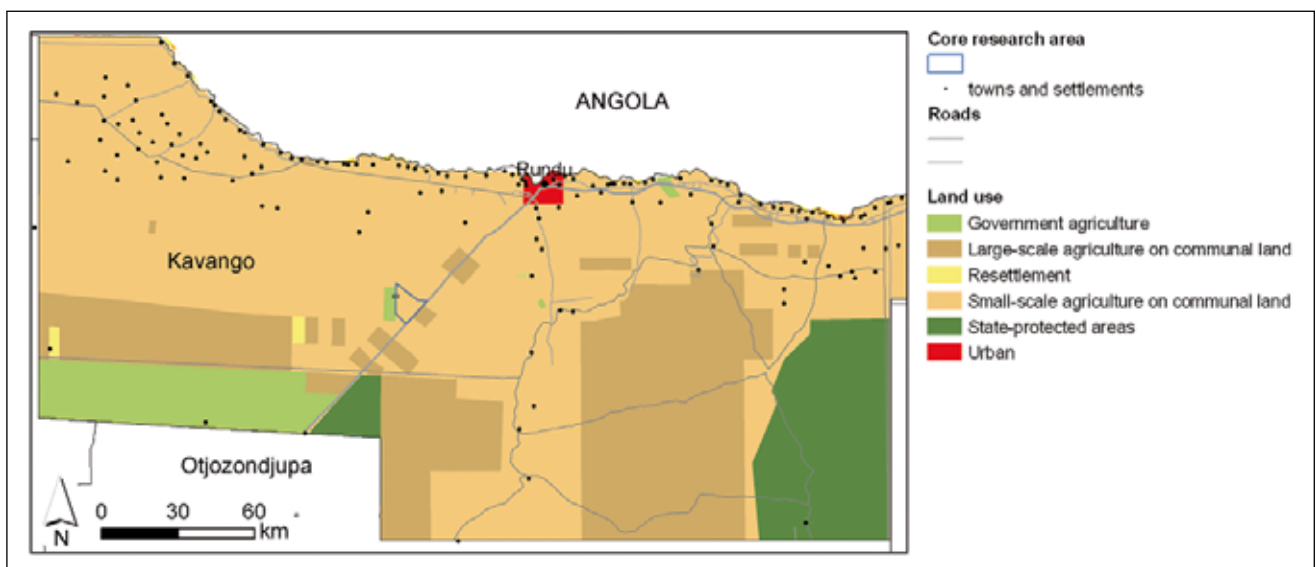 ANGOLA
Rundu
Kavango
Otjozondjupa
0 30 60
km
N
Core research area
towns and settlements
Roads
Land use
Government agriculture
Large-scale agriculture on communal land
Resettlement
Small-scale agriculture on communal land
State-protected areas
Urban